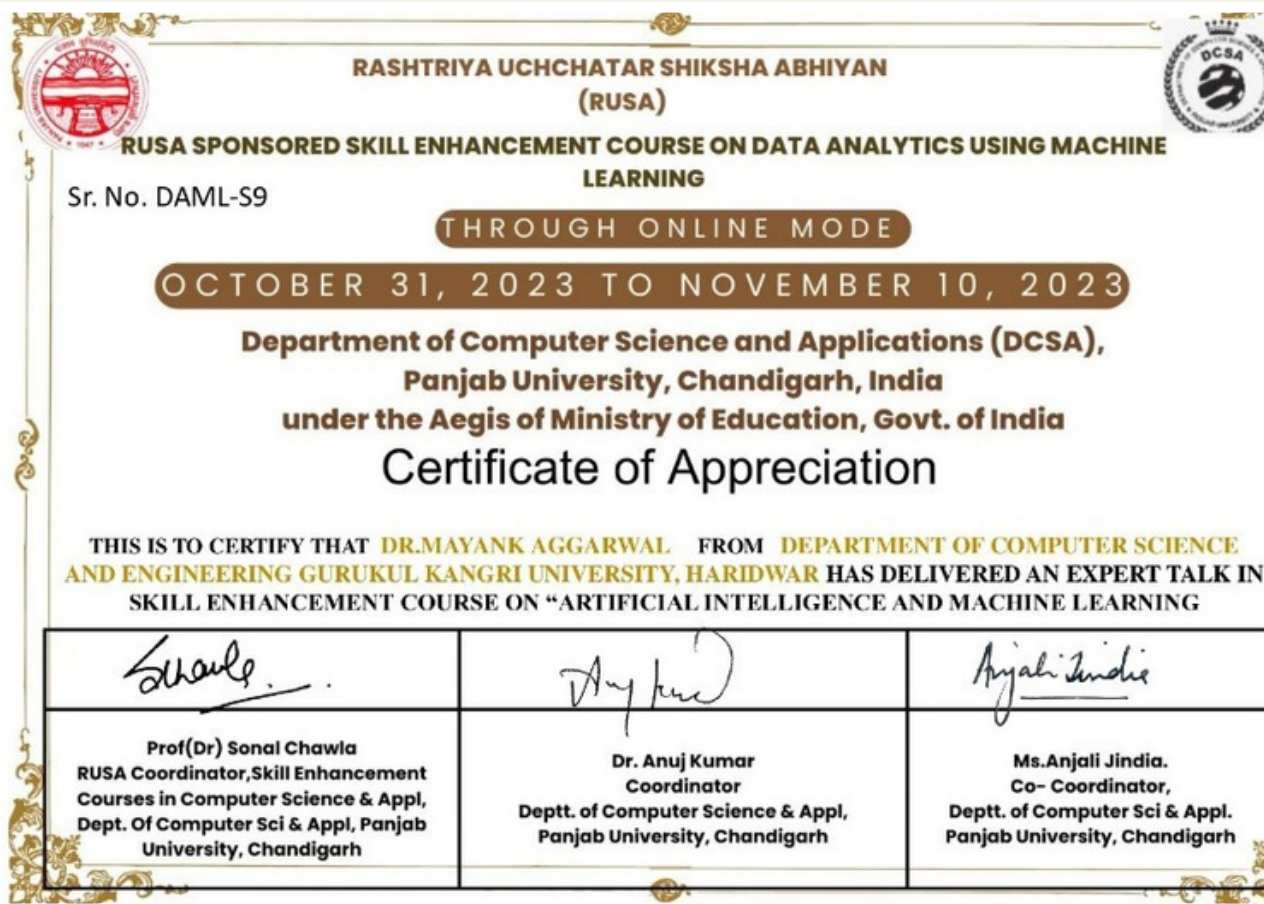 RASHTRIYA UCHCHATAR SHIKSHA ABHIYAN
(RUSA)
RUSA SPONSORED SKILL ENHANCEMENT COURSE ON DATA ANALYTICS USING MACHINE
LEARNING
Sr. No. DAML-S9
THROUGH ONLINE MODE
OCTOBER 31, 2023 TO NOVEMBER 10, 2023
Department of Computer Science and Applications (DCSA),
Panjab University, Chandigarh, India
under the Aegis of Ministry of Education, Govt. of India
Certificate of Appreciation
THIS IS TO CERTIFY THAT DR.MAYANK AGGARWAL FROM DEPARTMENT OF COMPUTER SCIENCE
AND ENGINEERING GURUKUL KANGRI UNIVERSITY, HARIDWAR HAS DELIVERED AN EXPERT TALK IN
SKILL ENHANCEMENT COURSE ON “ARTIFICIAL INTELLIGENCE AND MACHINE LEARNING
Anjali Jindia
Prof(Dr) Sonal Chawla
RUSA Coordinator,Skill Enhancement
Courses in Computer Science & Appl,
Dept. Of Computer Sci & Appl, Panjab
University, Chandigarh
Dr. Anuj Kumar
Coordinator
Deptt. of Computer Science & Appl,
Panjab University, Chandigarh
Ms.Anjali Jindia.
Co- Coordinator,
Deptt. of Computer Sci & Appl.
Panjab University, Chandigarh
DCSA
PANJAB UNIVERSITY
1947